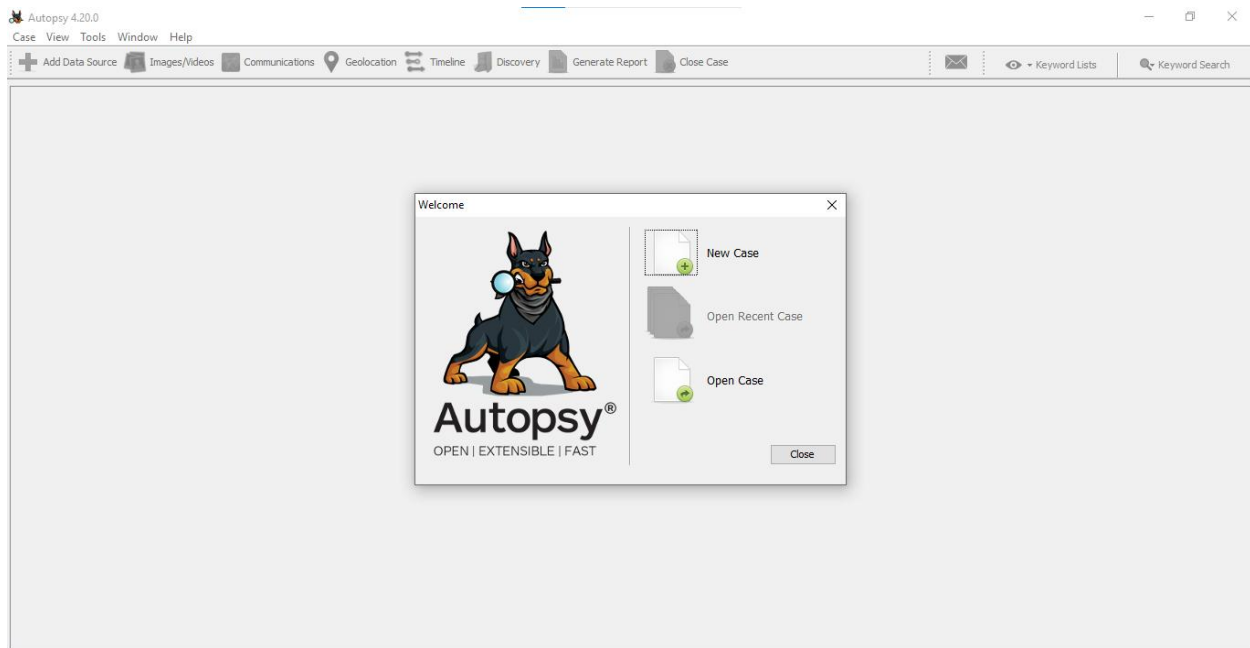 Autopsy 4.20.0
Case View Tools Window Help
Add Data Source Images/Videos Communications Geolocation Timeline Discovery Generate Report Close Case Keyword Lists Keyword Search
Welcome
New Case
Open Recent Case
Open Case
Autopsy®
OPEN | EXTENSIBLE | FAST
Close